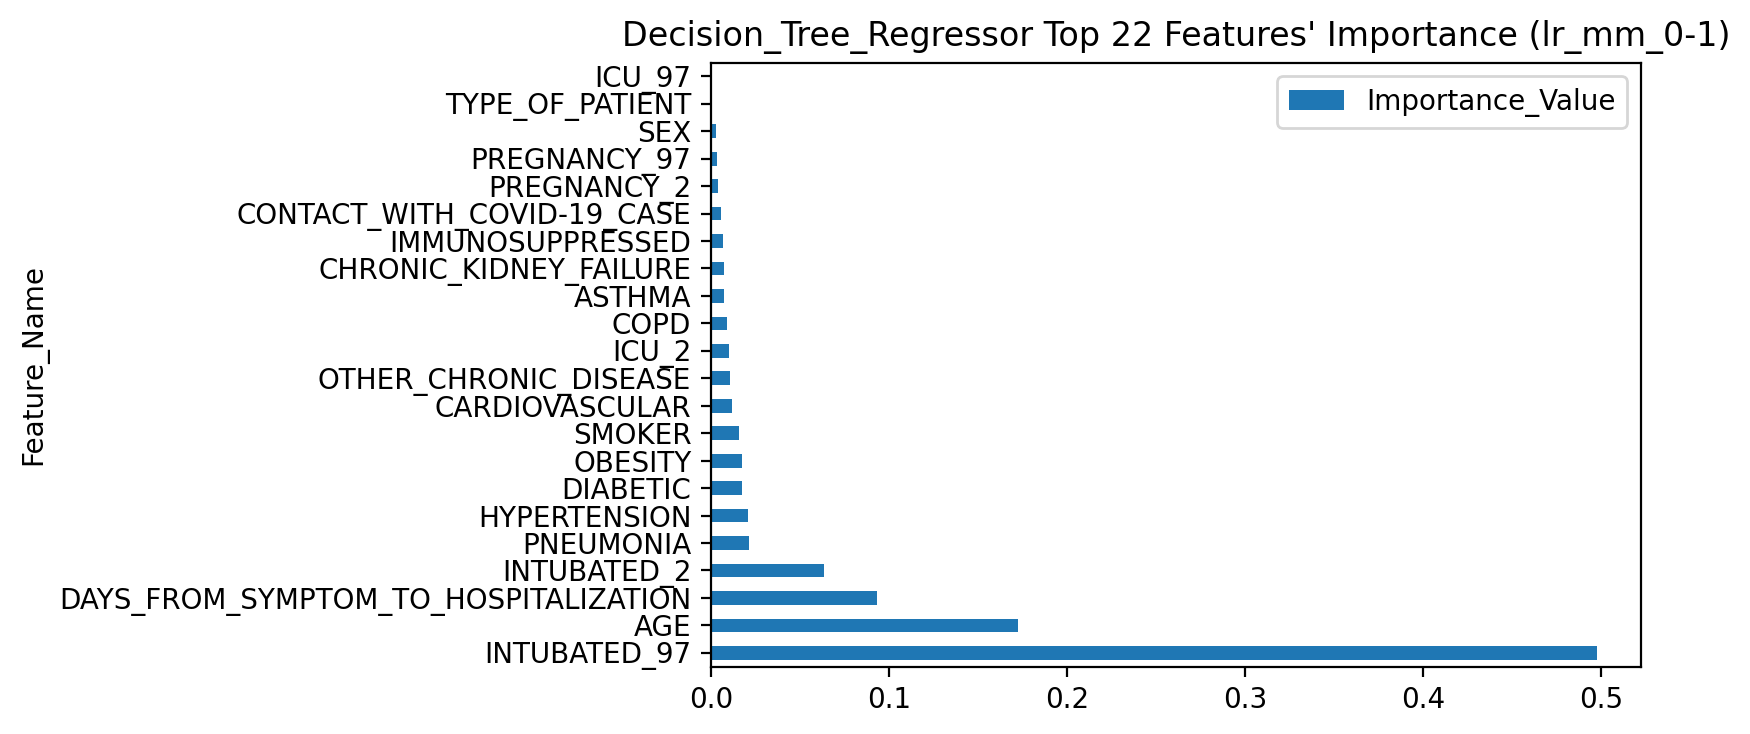 Decision_Tree_Regressor Top 22 Features' Importance (lr_mm_0-1)
Importance_Value
Feature_Name
ICU_97
TYPE_OF_PATIENT
SEX
PREGNANCY_97
PREGNANCY_2
CONTACT_WITH_COVID-19_CASE
IMMUNOSUPPRESSED
CHRONIC_KIDNEY_FAILURE
ASTHMA
COPD
ICU_2
OTHER_CHRONIC_DISEASE
CARDIOVASCULAR
SMOKER
OBESITY
DIABETIC
HYPERTENSION
PNEUMONIA
INTUBATED_2
DAYS_FROM_SYMPTOM_TO_HOSPITALIZATION
AGE
INTUBATED_97
0.0 0.1 0.2 0.3 0.4 0.5